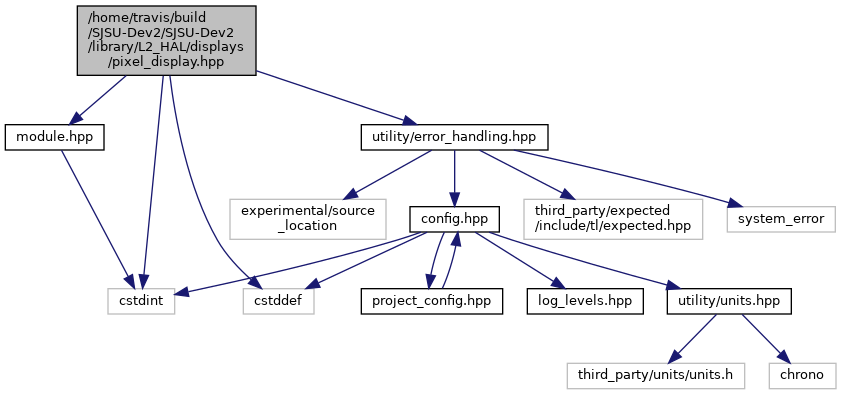 /home/travis/build
/SJSU-Dev2/SJSU-Dev2
/library/L2_HAL/displays
/pixel_display.hpp
module.hpp
utility/error_handling.hpp
experimental/source
_location
config.hpp
third_party/expected
/include/tl/expected.hpp
system_error
cstdint
cstddef
project_config.hpp
log_levels.hpp
utility/units.hpp
third_party/units/units.h
chrono